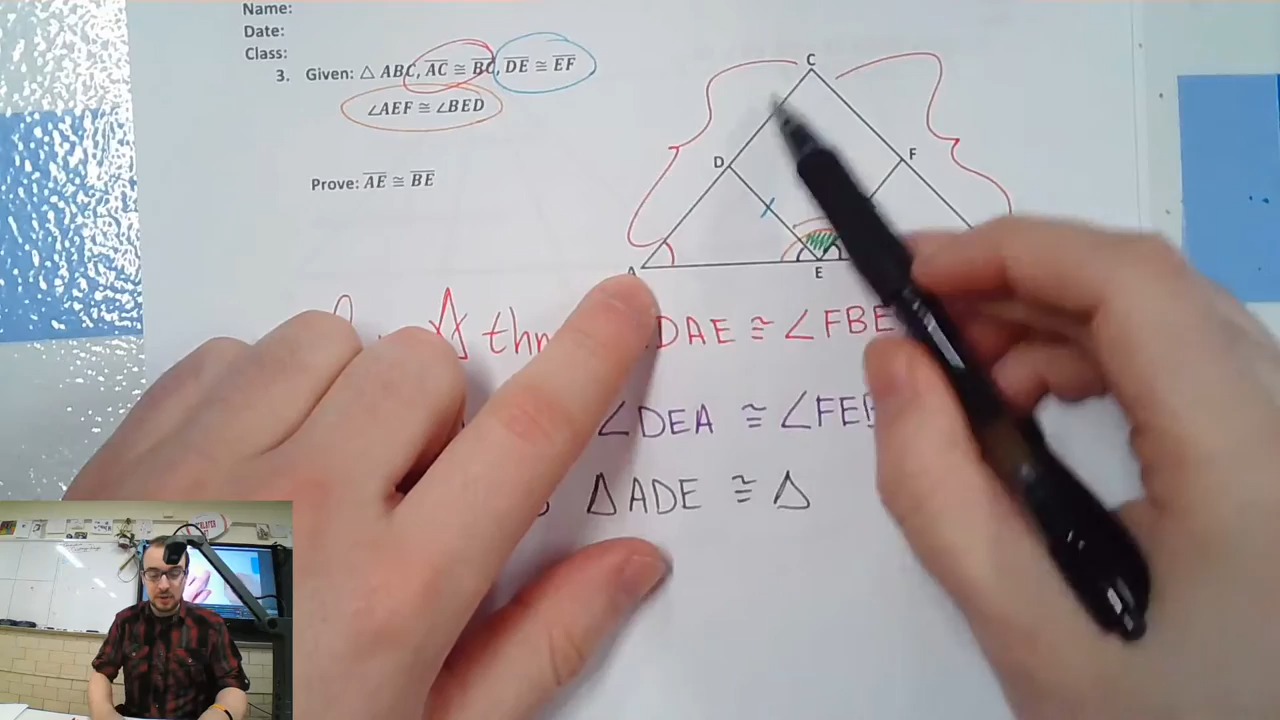 Name:
Date:
Class:
3. Given: △ ABC, AC ≅ BC, DE ≅ EF
∠AEF ≅ ∠BED
Prove: AE ≅ BE
C
D
F
E
thm
DAE ≅ ∠FBE
∠DEA ≅ ∠FEB
△ADE ≅ △